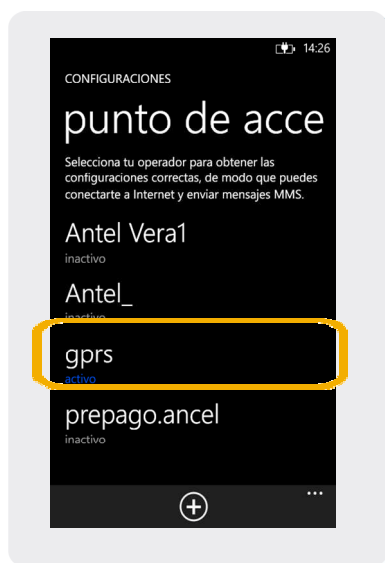 14:26
CONFIGURACIONES
punto de acce
Selecciona tu operador para obtener las
configuraciones correctas, de modo que puedes
conectarte a Internet y enviar mensajes MMS.
Antel Vera1
inactivo
Antel_
inactivo
gprs
activo
prepago.ancel
inactivo